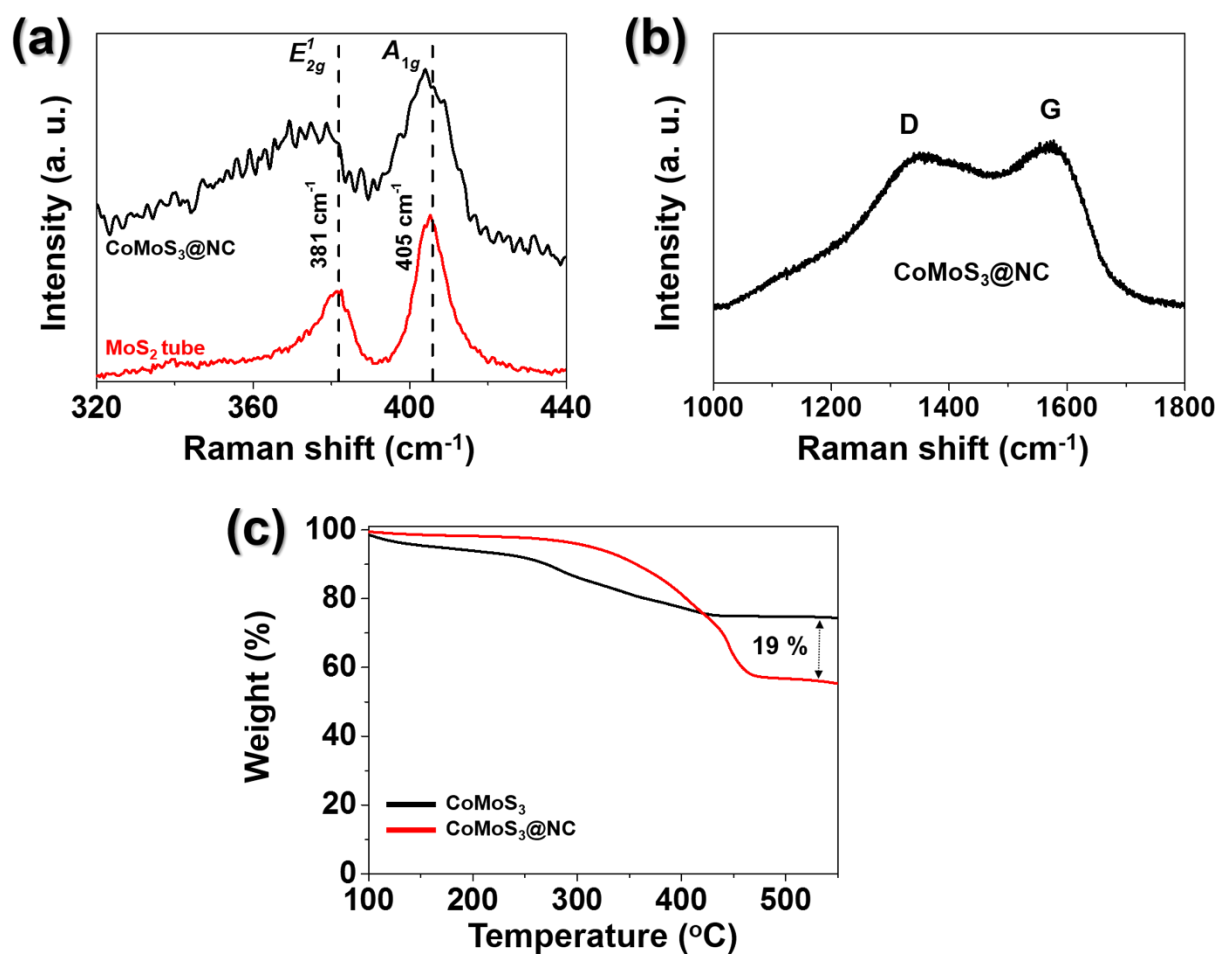 (a)
Intensity (a. u.)
E¹₂g
A₁g
381 cm⁻¹
405 cm⁻¹
CoMoS₃@NC
MoS₂ tube
320 360 400 440
Raman shift (cm⁻¹)
(b)
Intensity (a. u.)
D
G
CoMoS₃@NC
1000 1200 1400 1600 1800
Raman shift (cm⁻¹)
(c)
Weight (%)
100
80
60
40
20
0
19 %
CoMoS₃
CoMoS₃@NC
100 200 300 400 500
Temperature (ºC)